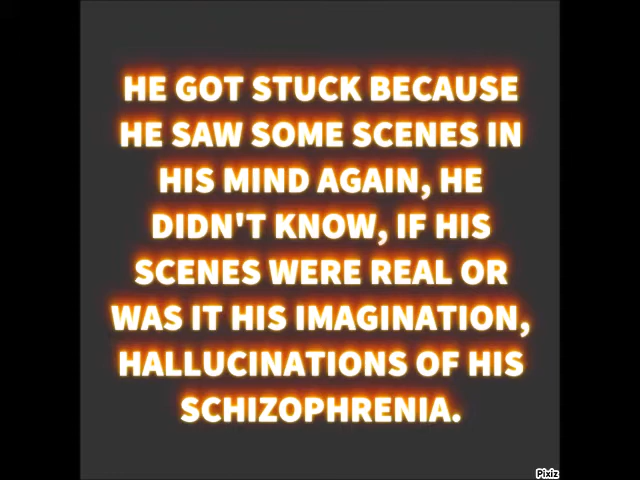 HE GOT STUCK BECAUSE
HE SAW SOME SCENES IN
HIS MIND AGAIN, HE
DIDN'T KNOW, IF HIS
SCENES WERE REAL OR
WAS IT HIS IMAGINATION,
HALLUCINATIONS OF HIS
SCHIZOPHRENIA.
Pixiz